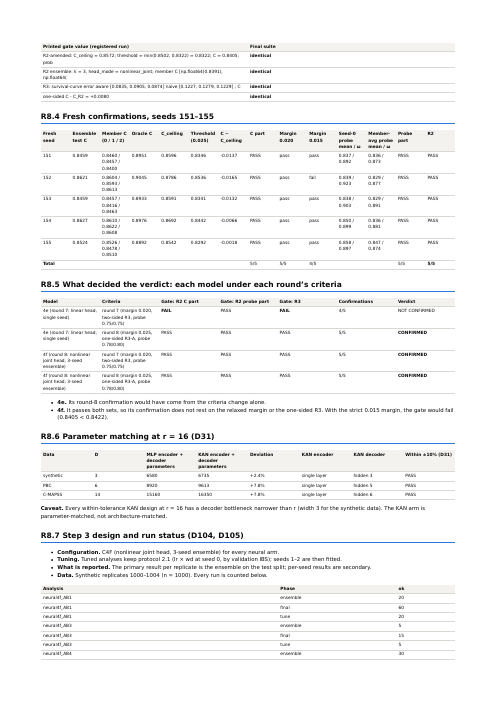 Printed gate value (registered run) Final suite
R2-amended: C_ceiling = 0.8572; threshold = min(0.8502, 0.8322) = 0.8322; C = 0.8405; identical
prob
R2 ensemble: k = 3, head_mode = nonlinear_joint; member C [np.float64(0.8391), identical
np.float64(
R3: survival-curve error aware [0.0835, 0.0905, 0.0874] naive [0.1227, 0.1279, 0.1229] ; C identical
one-sided C - C_R2 = +0.0080 identical
R8.4 Fresh confirmations, seeds 151–155
Fresh Ensemble Member C Oracle C C_ceiling Threshold C − C part Margin Margin Seed-0 Member- Probe R2
seed test C (0 / 1 / 2) (0.025) C_ceiling 0.020 0.015 probe avg probe part
mean / ω mean / ω
151 0.8459 0.8460 / 0.8951 0.8596 0.8346 -0.0137 PASS pass pass 0.837 / 0.836 / PASS PASS
0.8457 / 0.892 0.873
0.8400
152 0.8621 0.8604 / 0.9045 0.8786 0.8536 -0.0165 PASS pass fail 0.839 / 0.829 / PASS PASS
0.8593 / 0.923 0.877
0.8613
153 0.8459 0.8457 / 0.8933 0.8591 0.8341 -0.0132 PASS pass pass 0.838 / 0.829 / PASS PASS
0.8416 / 0.903 0.891
0.8463
154 0.8627 0.8610 / 0.8976 0.8692 0.8442 -0.0066 PASS pass pass 0.850 / 0.836 / PASS PASS
0.8622 / 0.899 0.881
0.8608
155 0.8524 0.8526 / 0.8892 0.8542 0.8292 -0.0018 PASS pass pass 0.858 / 0.847 / PASS PASS
0.8478 / 0.897 0.874
0.8510
Total 5/5 5/5 4/5 5/5 5/5
R8.5 What decided the verdict: each model under each round's criteria
Model Criteria Gate: R2 C part Gate: R2 probe part Gate: R3 Confirmations Verdict
4e (round 7: linear head, round 7 (margin 0.020, FAIL PASS FAIL 4/5 NOT CONFIRMED
single seed) two-sided R3, probe
0.75/0.75)
4e (round 7: linear head, round 8 (margin 0.025, PASS PASS PASS 5/5 CONFIRMED
single seed) one-sided R3-A, probe
0.78/0.80)
4f (round 8: nonlinear round 7 (margin 0.020, PASS PASS PASS 5/5 CONFIRMED
joint head, 3-seed two-sided R3, probe
ensemble) 0.75/0.75)
4f (round 8: nonlinear round 8 (margin 0.025, PASS PASS PASS 5/5 CONFIRMED
joint head, 3-seed one-sided R3-A, probe
ensemble) 0.78/0.80)
• 4e. Its round-8 confirmation would have come from the criteria change alone.
• 4f. It passes both sets, so its confirmation does not rest on the relaxed margin or the one-sided R3. With the strict 0.015 margin, the gate would fail
(0.8405 < 0.8422).
R8.6 Parameter matching at r = 16 (D31)
Data D MLP encoder + KAN encoder + Deviation KAN encoder KAN decoder Within ±10% (D31)
decoder decoder
parameters parameters
synthetic 3 6580 6735 +2.4% single layer hidden 3 PASS
PBC 6 8920 9613 +7.8% single layer hidden 5 PASS
C-MAPSS 14 15160 16350 +7.8% single layer hidden 6 PASS
Caveat. Every within-tolerance KAN design at r = 16 has a decoder bottleneck narrower than r (width 3 for the synthetic data). The KAN arm is
parameter-matched, not architecture-matched.
R8.7 Step 3 design and run status (D104, D105)
• Configuration. C4F (nonlinear joint head, 3-seed ensemble) for every neural arm.
• Tuning. Tuned analyses keep protocol 2.1 (lr × wd at seed 0, by validation IBS); seeds 1–2 are then fitted.
• What is reported. The primary result per replicate is the ensemble on the test split; per-seed results are secondary.
• Data. Synthetic replicates 1000–1004 (n = 1000). Every run is counted below.
Analysis Phase ok
neural4f_AB1 ensemble 20
neural4f_AB1 final 60
neural4f_AB1 tune 20
neural4f_AB3 ensemble 5
neural4f_AB3 final 15
neural4f_AB3 tune 5
neural4f_AB4 ensemble 30